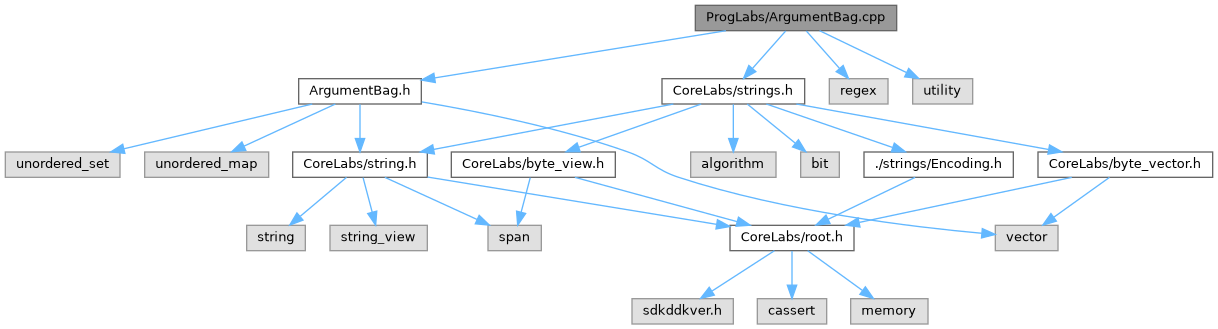 ProgLabs/ArgumentBag.cpp
ArgumentBag.h
CoreLabs/strings.h
regex
utility
unordered_set
unordered_map
CoreLabs/string.h
CoreLabs/byte_view.h
algorithm
bit
./strings/Encoding.h
CoreLabs/byte_vector.h
string
string_view
span
CoreLabs/root.h
vector
sdkddkver.h
cassert
memory